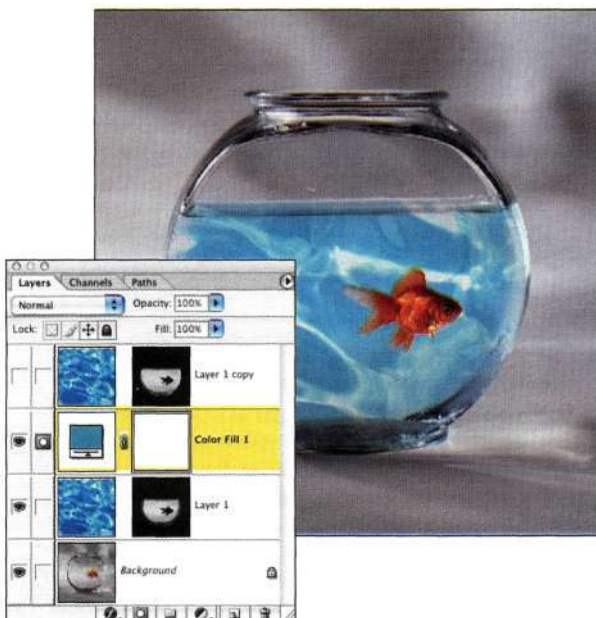 Layers Channels Paths
Normal Opacity: 100%
Lock: Fill: 100%
Layer 1 copy
Color Fill 1
Layer 1
Background